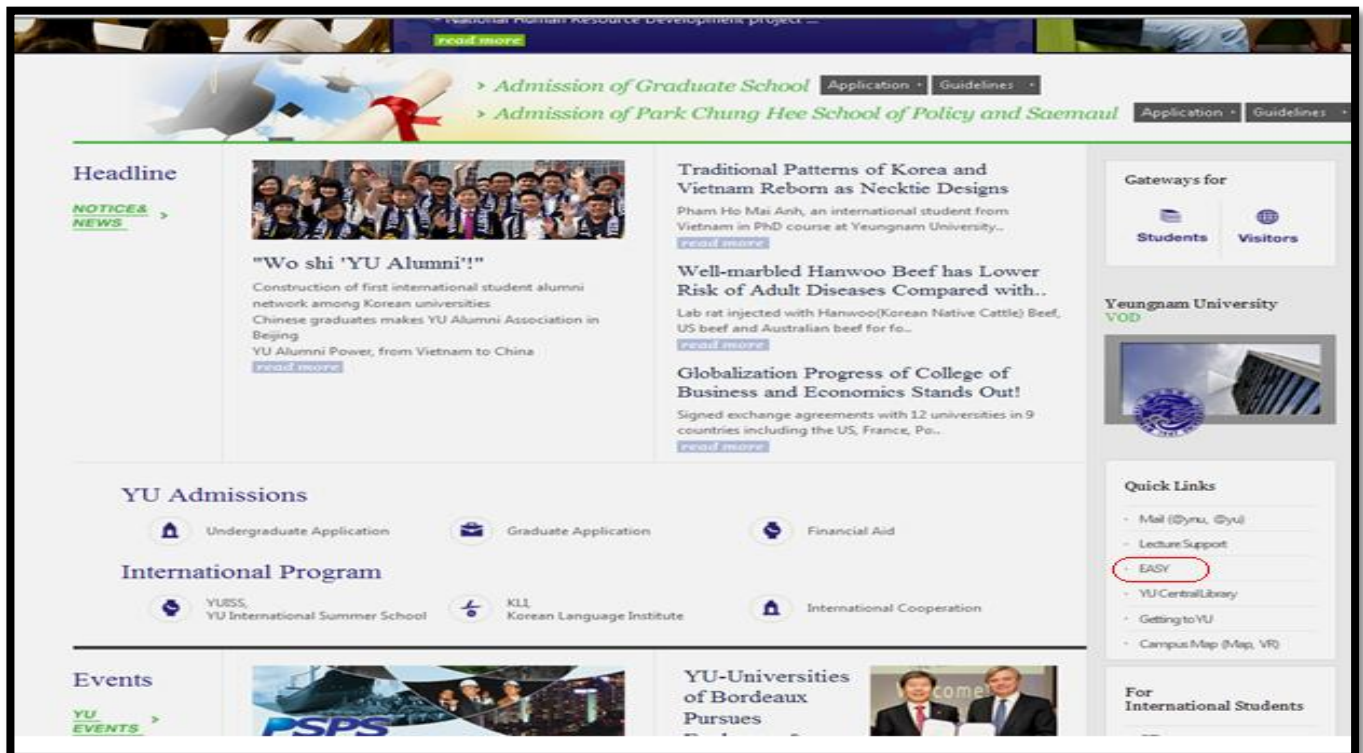 - National Human Resource Development project ...
read more
› Admission of Graduate School Application Guidelines
› Admission of Park Chung Hee School of Policy and Saemaul Application Guidelines
Headline
NOTICE&
NEWS
"Wo shi 'YU Alumni'!"
Construction of first international student alumni
network among Korean universities
Chinese graduates makes YU Alumni Association in
Beijing
YU Alumni Power, from Vietnam to China
read more
Traditional Patterns of Korea and
Vietnam Reborn as Necktie Designs
Pham Ho Mai Anh, an international student from
Vietnam in PhD course at Yeungnam University..
read more
Well-marbled Hanwoo Beef has Lower
Risk of Adult Diseases Compared with..
Lab rat injected with Hanwoo(Korean Native Cattle) Beef,
US beef and Australian beef for fo..
read more
Globalization Progress of College of
Business and Economics Stands Out!
Signed exchange agreements with 12 universities in 9
countries including the US, France, Po..
read more
Gateways for
Students Visitors
Yeungnam University
VOD
Quick Links
- Mail (@ynu, @yu)
- Lecture Support
- EASY
- YU Central Library
- Getting to YU
- Campus Map (Map, VR)
For
International Students
YU Admissions
Undergraduate Application
Graduate Application
Financial Aid
International Program
YUISS,
YU International Summer School
KLI,
Korean Language Institute
International Cooperation
Events
YU
EVENTS
PSPS
YU-Universities
of Bordeaux
Pursues